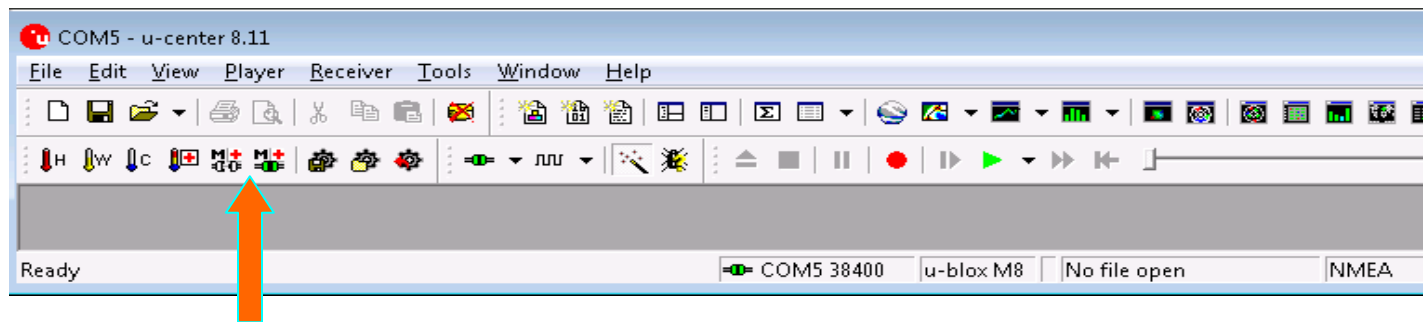 COM5 - u-center 8.11
File Edit View Player Receiver Tools Window Help
H W C
Ready COM5 38400 u-blox M8 No file open NMEA